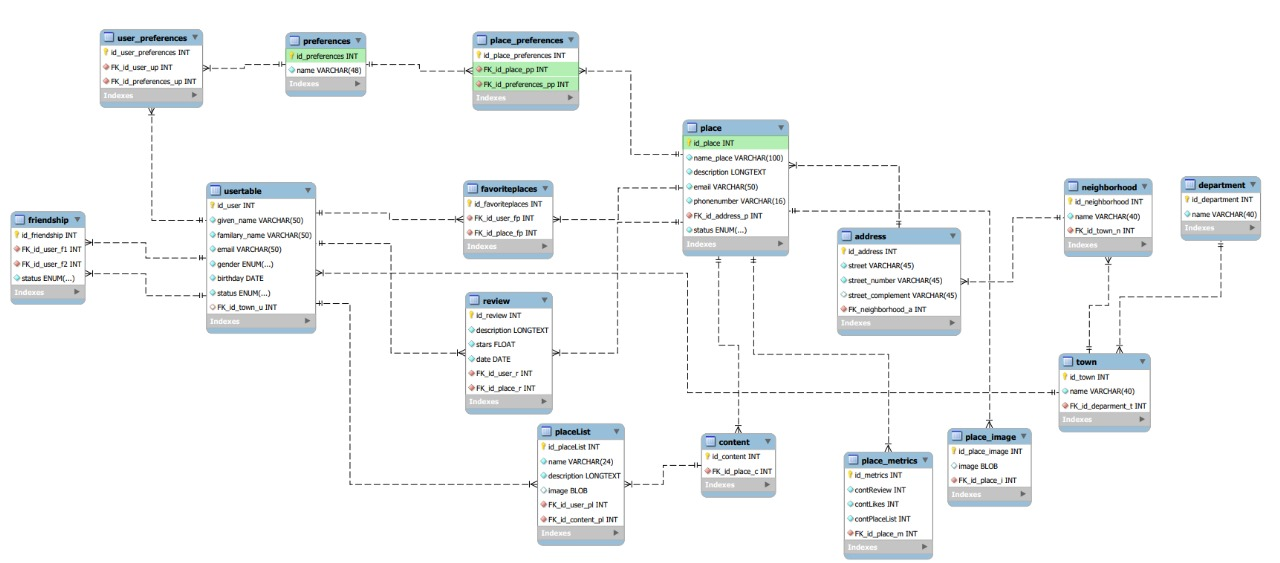 user_preferences
id_user_preferences INT
FK_id_user_up INT
FK_id_preferences_up INT
Indexes
preferences
id_preferences INT
name VARCHAR(48)
Indexes
place_preferences
id_place_preferences INT
FK_id_place_pp INT
FK_id_preferences_pp INT
Indexes
place
id_place INT
name_place VARCHAR(100)
description LONGTEXT
email VARCHAR(50)
phonenumber VARCHAR(16)
FK_id_address_p INT
status ENUM(...)
Indexes
usertable
id_user INT
given_name VARCHAR(50)
familary_name VARCHAR(50)
email VARCHAR(50)
gender ENUM(...)
birthday DATE
status ENUM(...)
FK_id_town_u INT
Indexes
favoriteplaces
id_favoriteplaces INT
FK_id_user_fp INT
FK_id_place_fp INT
Indexes
neighborhood
id_neighborhood INT
name VARCHAR(40)
FK_id_town_n INT
Indexes
department
id_department INT
name VARCHAR(40)
Indexes
friendship
id_friendship INT
FK_id_user_f1 INT
FK_id_user_f2 INT
status ENUM(...)
Indexes
address
id_address INT
street VARCHAR(45)
street_number VARCHAR(45)
street_complement VARCHAR(45)
FK_neighborhood_a INT
Indexes
review
id_review INT
description LONGTEXT
stars FLOAT
date DATE
FK_id_user_r INT
FK_id_place_r INT
Indexes
town
id_town INT
name VARCHAR(40)
FK_id_deparment_t INT
Indexes
placeList
id_placeList INT
name VARCHAR(24)
description LONGTEXT
image BLOB
FK_id_user_pl INT
FK_id_content_pl INT
Indexes
content
id_content INT
FK_id_place_c INT
Indexes
place_metrics
id_metrics INT
contReview INT
contLikes INT
contPlaceList INT
FK_id_place_m INT
Indexes
place_image
id_place_image INT
image BLOB
FK_id_place_i INT
Indexes